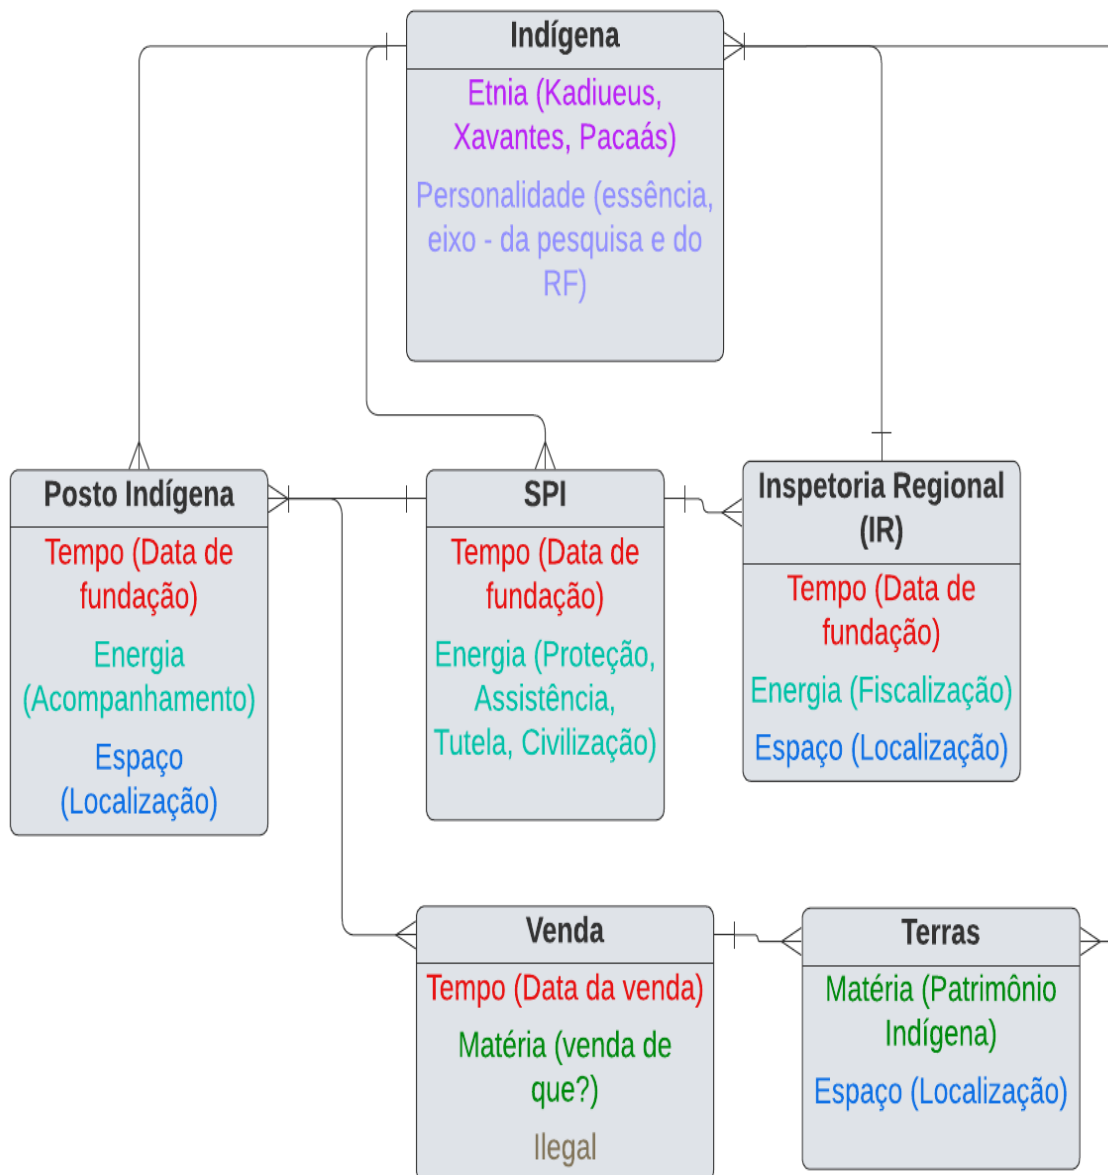 Indígena
Etnia (Kadiueus,
Xavantes, Pacaás)
Personalidade (essência,
eixo - da pesquisa e do
RF)
Posto Indígena
Tempo (Data de
fundação)
Energia
(Acompanhamento)
Espaço
(Localização)
SPI
Tempo (Data de
fundação)
Energia (Proteção,
Assistência,
Tutela, Civilização)
Inspetoria Regional
(IR)
Tempo (Data de
fundação)
Energia (Fiscalização)
Espaço (Localização)
Venda
Tempo (Data da venda)
Matéria (venda de
que?)
Ilegal
Terras
Matéria (Patrimônio
Indígena)
Espaço (Localização)